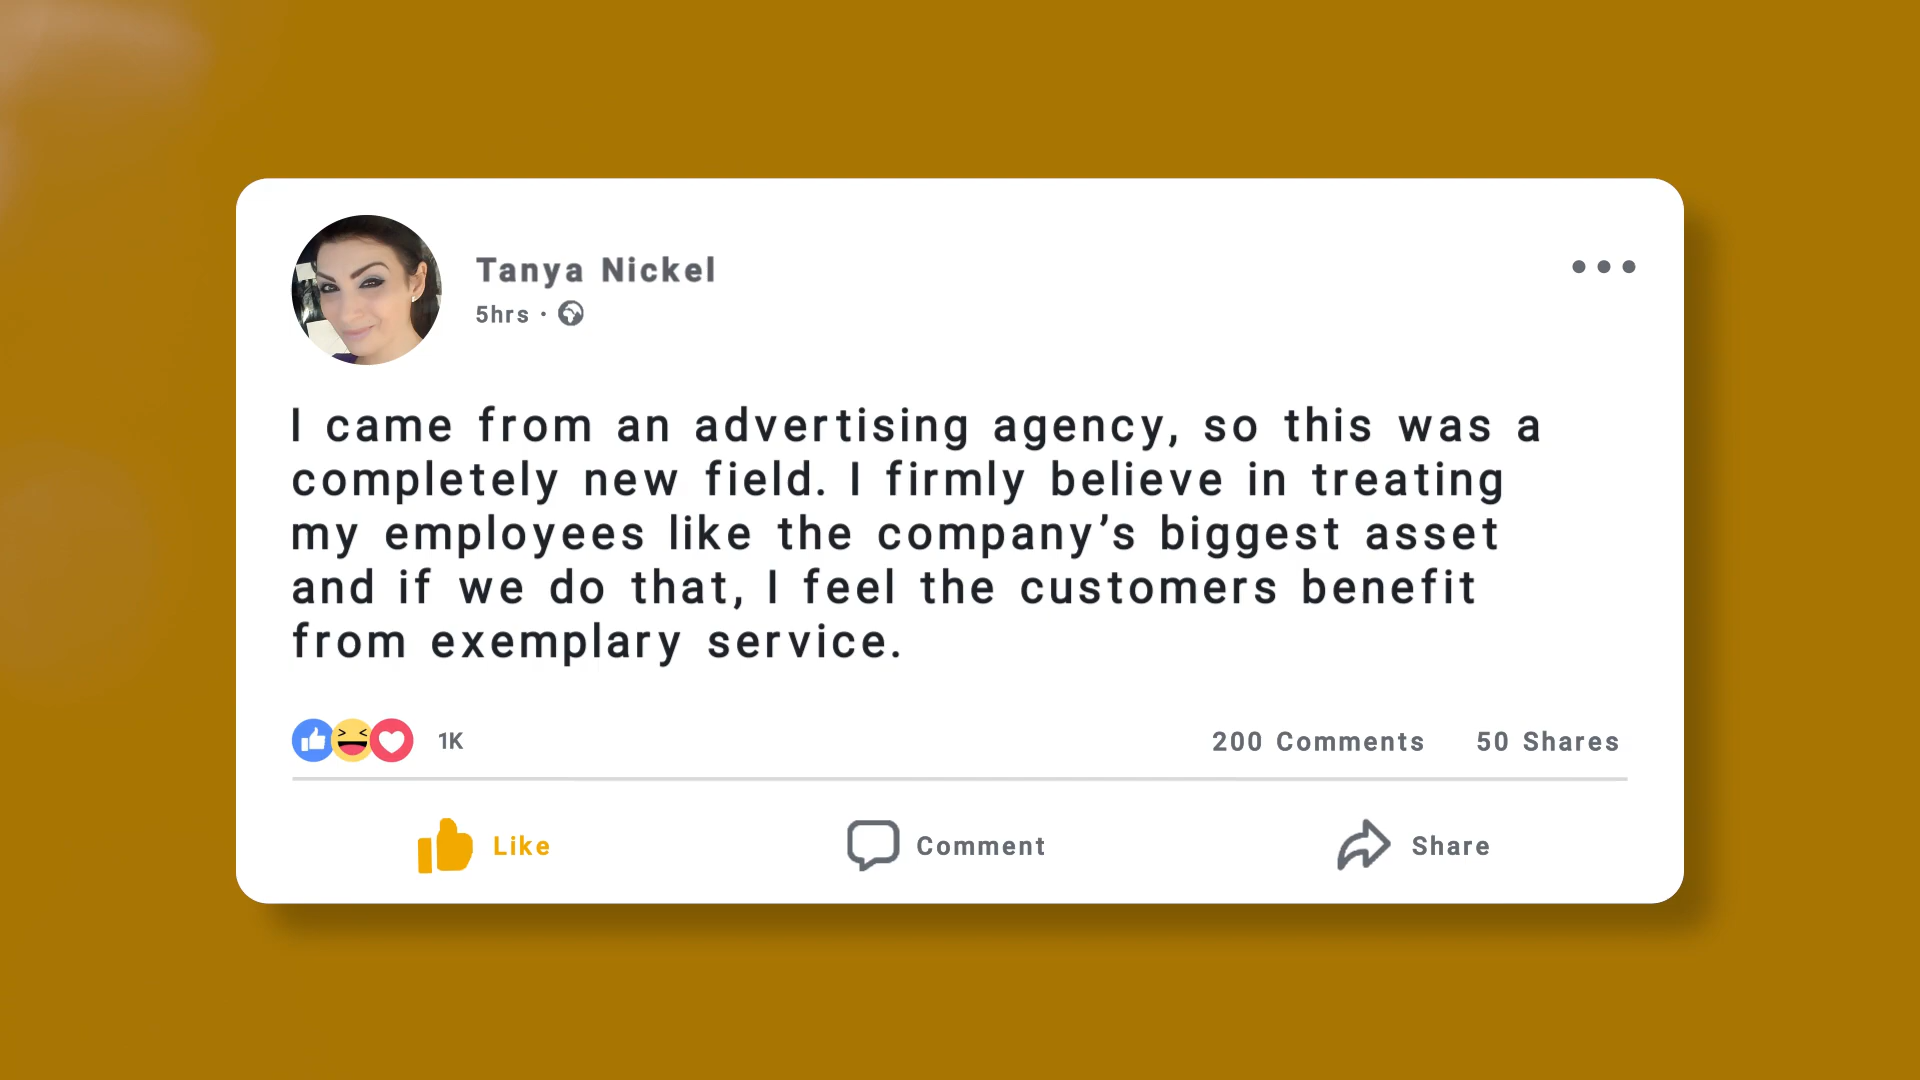 Tanya Nickel
5hrs ·
I came from an advertising agency, so this was a
completely new field. I firmly believe in treating
my employees like the company’s biggest asset
and if we do that, I feel the customers benefit
from exemplary service.
1K
200 Comments
50 Shares
Like
Comment
Share